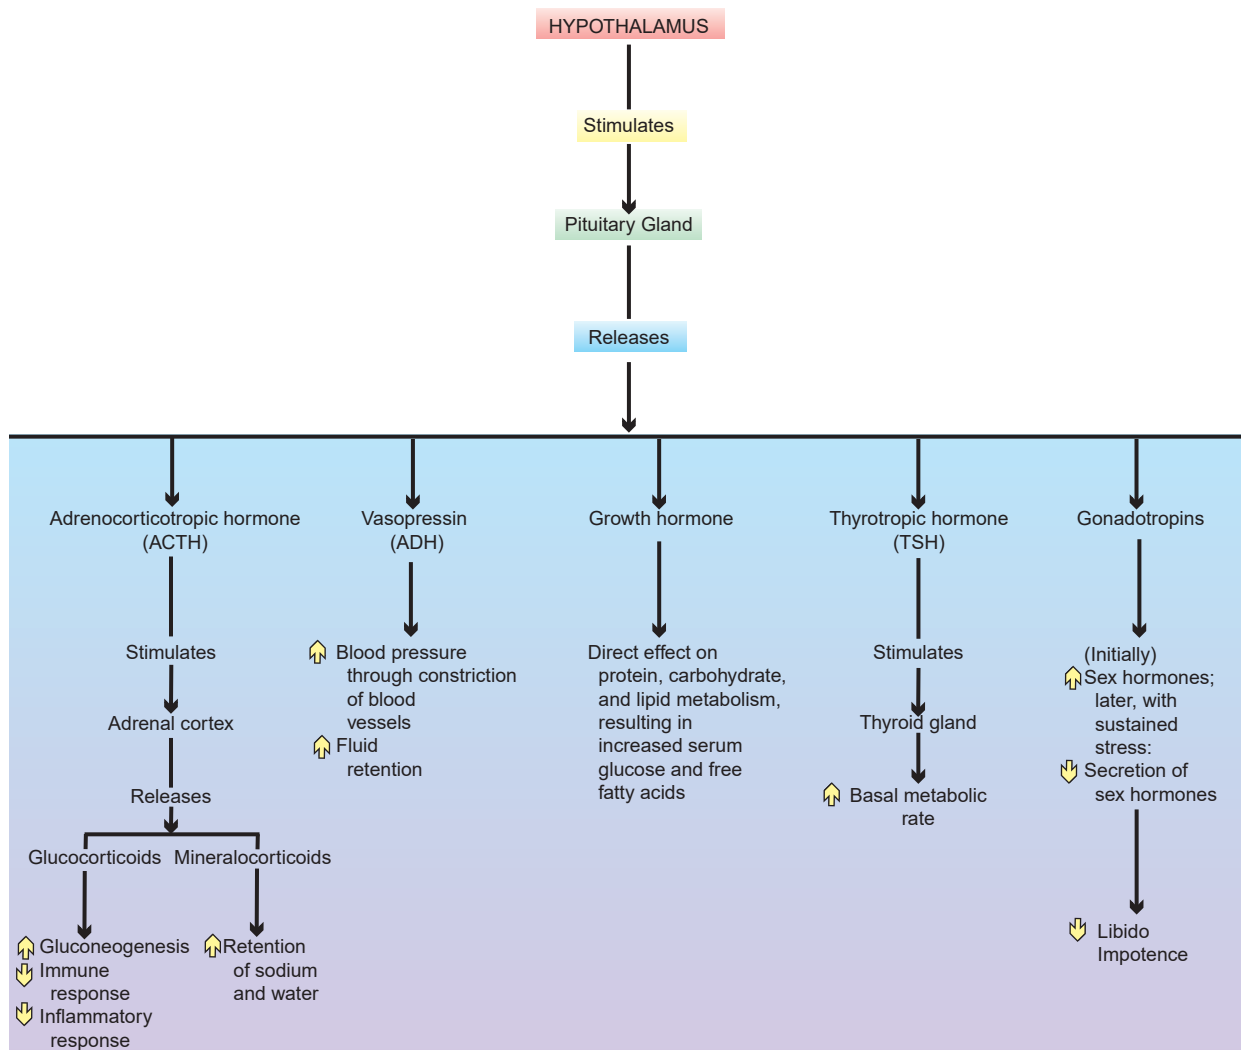 HYPOTHALAMUS
Stimulates
Pituitary Gland
Releases
Adrenocorticotropic hormone
(ACTH)
Stimulates
Adrenal cortex
Releases
Glucocorticoids
Gluconeogenesis
Immune
response
Inflammatory
response
Mineralocorticoids
Retention
of sodium
and water
Vasopressin
(ADH)
Blood pressure
through constriction
of blood
vessels
Fluid
retention
Growth hormone
Direct effect on
protein, carbohydrate,
and lipid metabolism,
resulting in
increased serum
glucose and free
fatty acids
Thyrotropic hormone
(TSH)
Stimulates
Thyroid gland
Basal metabolic
rate
Gonadotropins
(Initially)
Sex hormones;
later, with
sustained
stress:
Secretion of
sex hormones
Libido
Impotence